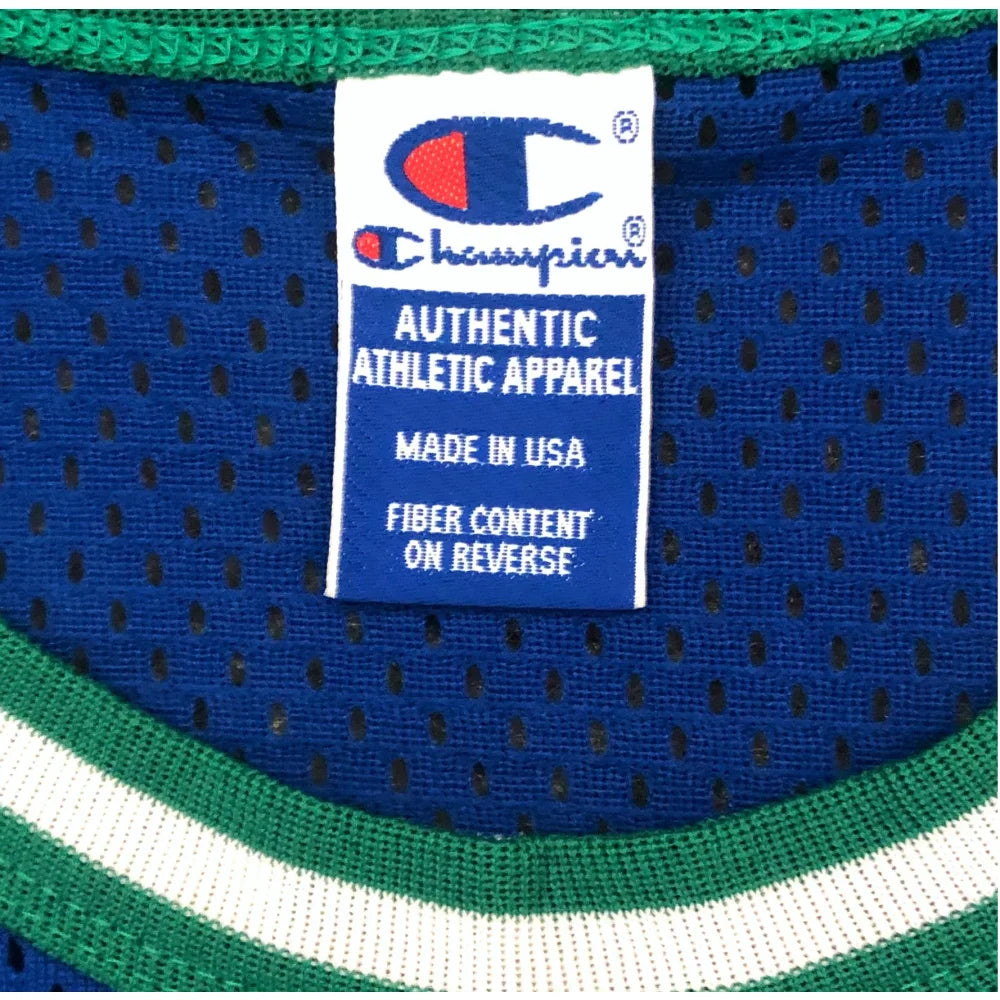 ®
Champion®
AUTHENTIC
ATHLETIC APPAREL
MADE IN USA
FIBER CONTENT
ON REVERSE